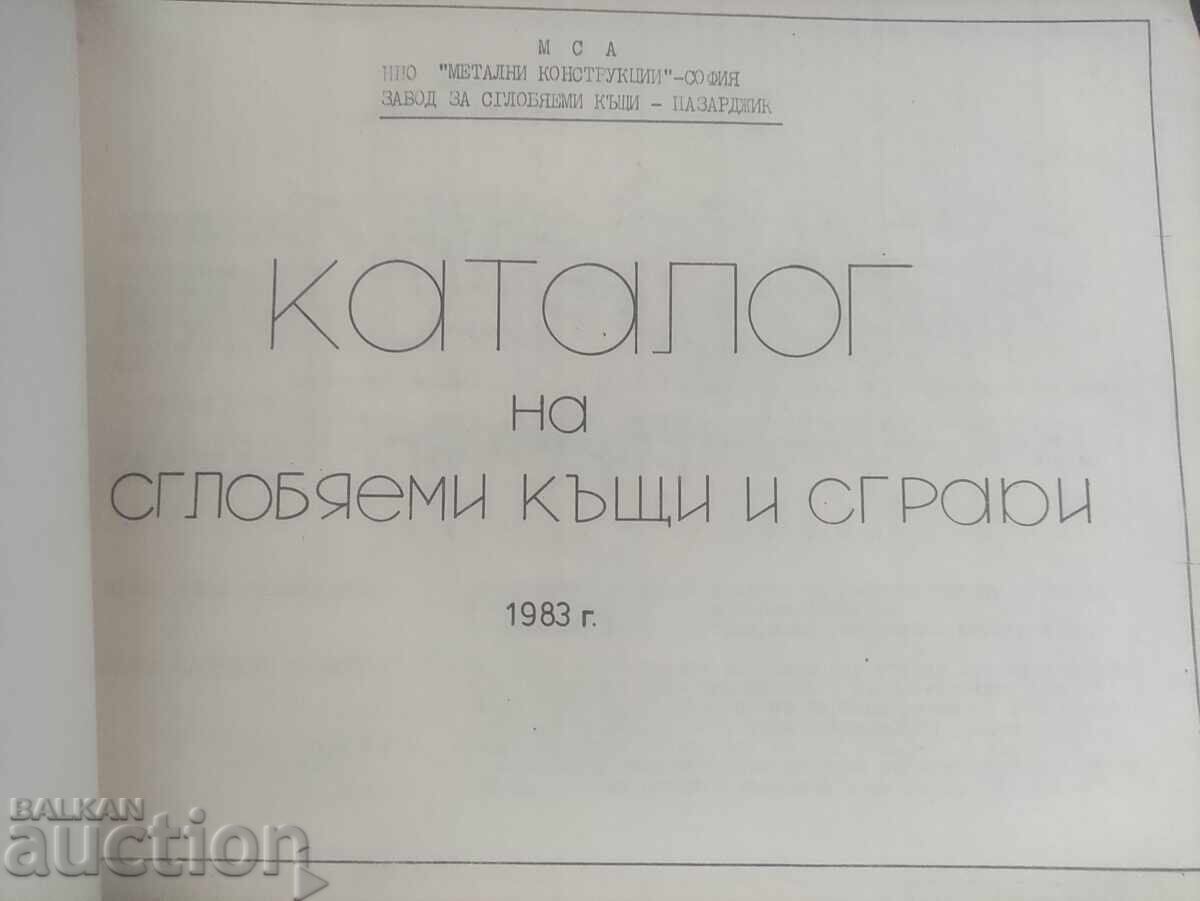 М С А
НПО "МЕТАЛНИ КОНСТРУКЦИИ"-СОФИЯ
ЗАВОД ЗА СГЛОБЯЕМИ КЪЩИ - ПАЗАРДЖИК
КАТАЛОГ
НА
СГЛОБЯЕМИ КЪЩИ И СГРАДИ
1983 г.
BALKAN
auction